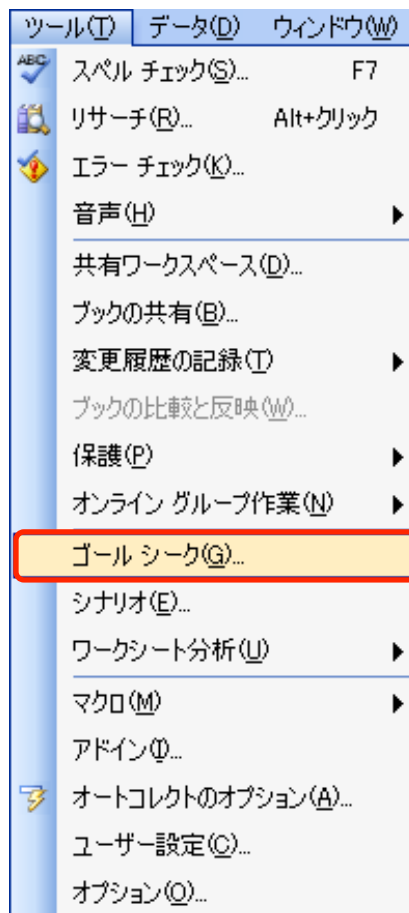 ツール(T) データ(D) ウィンドウ(W)
ABC
スペル チェック(S)... F7
リサーチ(R)... Alt+クリック
エラー チェック(K)...
音声(H)
共有ワークスペース(D)...
ブックの共有(B)...
変更履歴の記録(T)
ブックの比較と反映(W)...
保護(P)
オンライン グループ作業(N)
ゴール シーク(G)...
シナリオ(E)...
ワークシート分析(U)
マクロ(M)
アドイン(I)...
オートコレクトのオプション(A)...
ユーザー設定(C)...
オプション(O)...